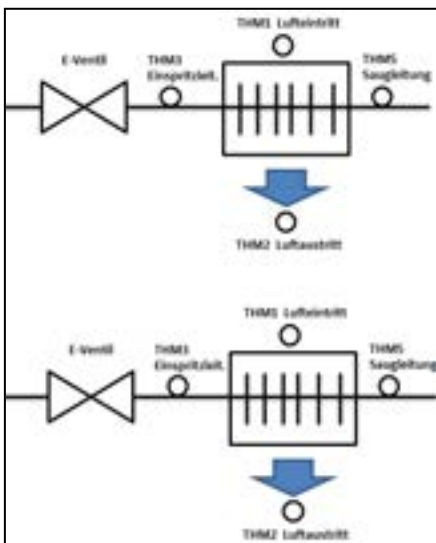 THM1 Lufteintritt
E-Ventil
THM3
Einspritzleit.
THM5
Saugleitung
THM2 Luftaustritt
THM1 Lufteintritt
E-Ventil
THM3
Einspritzleit.
THM5
Saugleitung
THM2 Luftaustritt